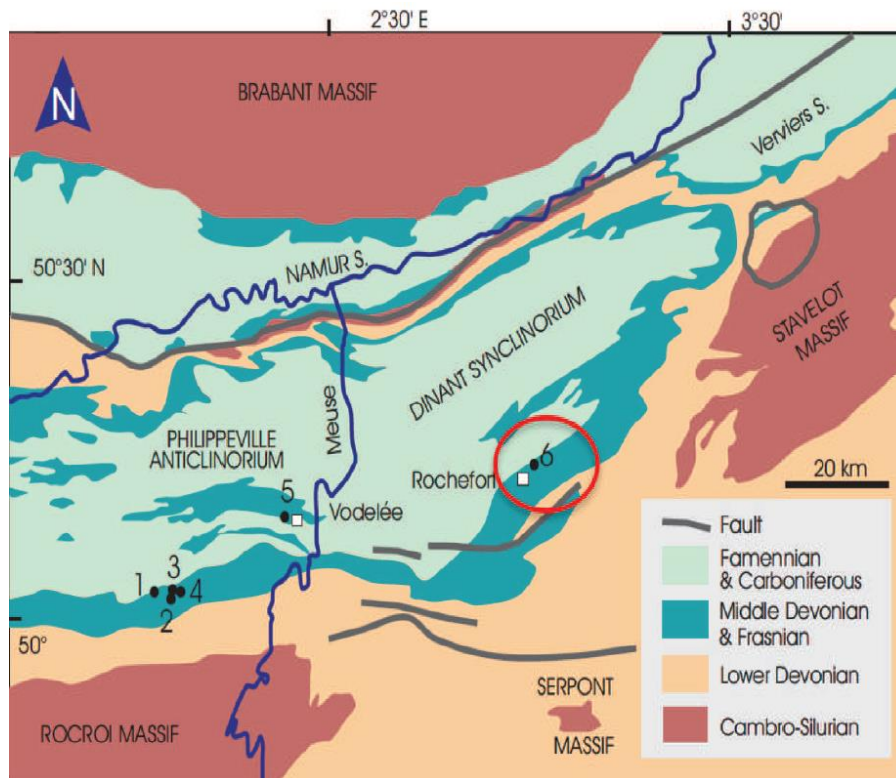 2°30 E
3°30'
N
BRABANT MASSIF
Verviers S.
50°30' N
NAMUR S.
STAVELOT
MASSIF
DINANT SYNCLINORIUM
Meuse
PHILIPPEVILLE
ANTICLINORIUM
6
Rochefort
20 km
5
Vodelée
Fault
Famennian
& Carboniferous
1
3
4
2
Middle Devonian
& Frasnian
50°
Lower Devonian
SERPONT
MASSIF
ROCROI MASSIF
Cambro-Silurian